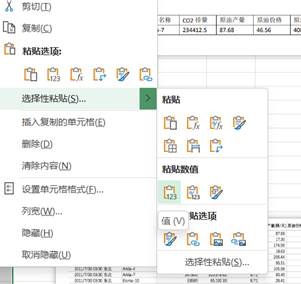 剪切(T)
复制(C)
粘贴选项:
选择性粘贴(S)...
插入复制的单元格(E)
删除(D)
清除内容(N)
设置单元格格式(F)...
列宽(W)...
隐藏(H)
取消隐藏(U)
名称 CO2 排量 原油产量 原油价格
-7 234412.5 87.68 46.56 40
粘贴
粘贴数值
值 (V)
粘贴选项
选择性粘贴(S)...